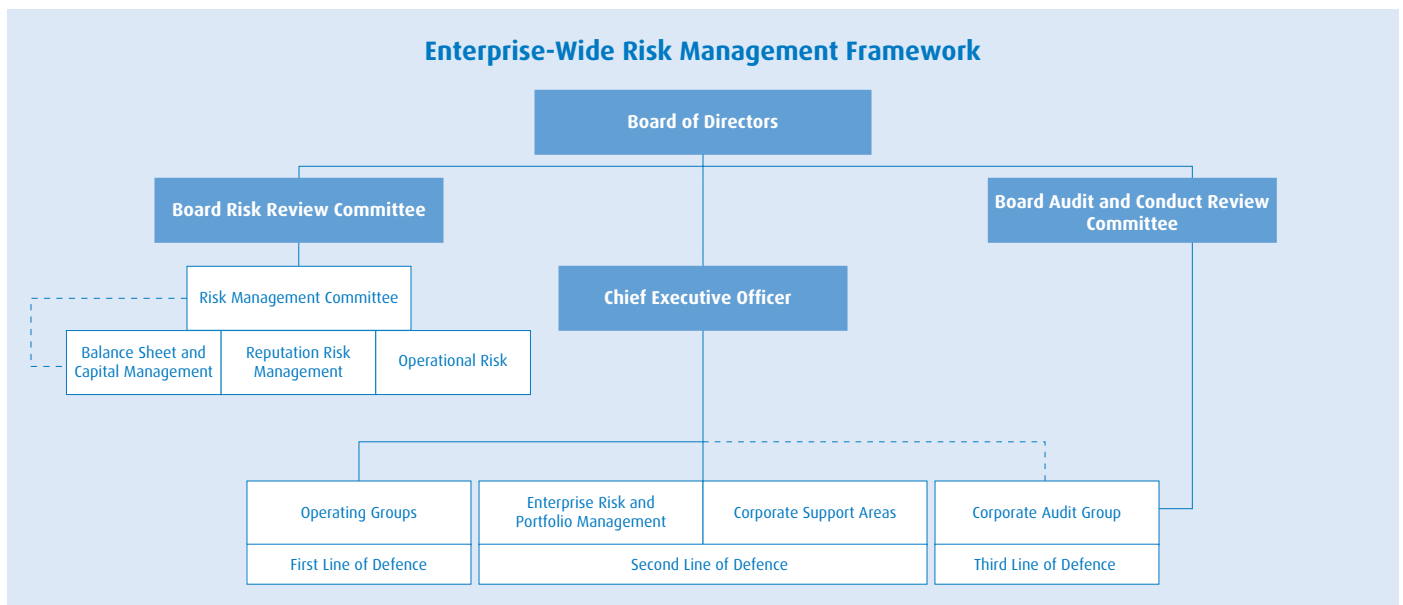 Enterprise-Wide Risk Management Framework
Board of Directors
Board Risk Review Committee
Board Audit and Conduct Review
Committee
Risk Management Committee
Chief Executive Officer
Balance Sheet and
Capital Management
Reputation Risk
Management
Operational Risk
Operating Groups
Enterprise Risk and
Portfolio Management
Corporate Support Areas
Corporate Audit Group
First Line of Defence
Second Line of Defence
Third Line of Defence